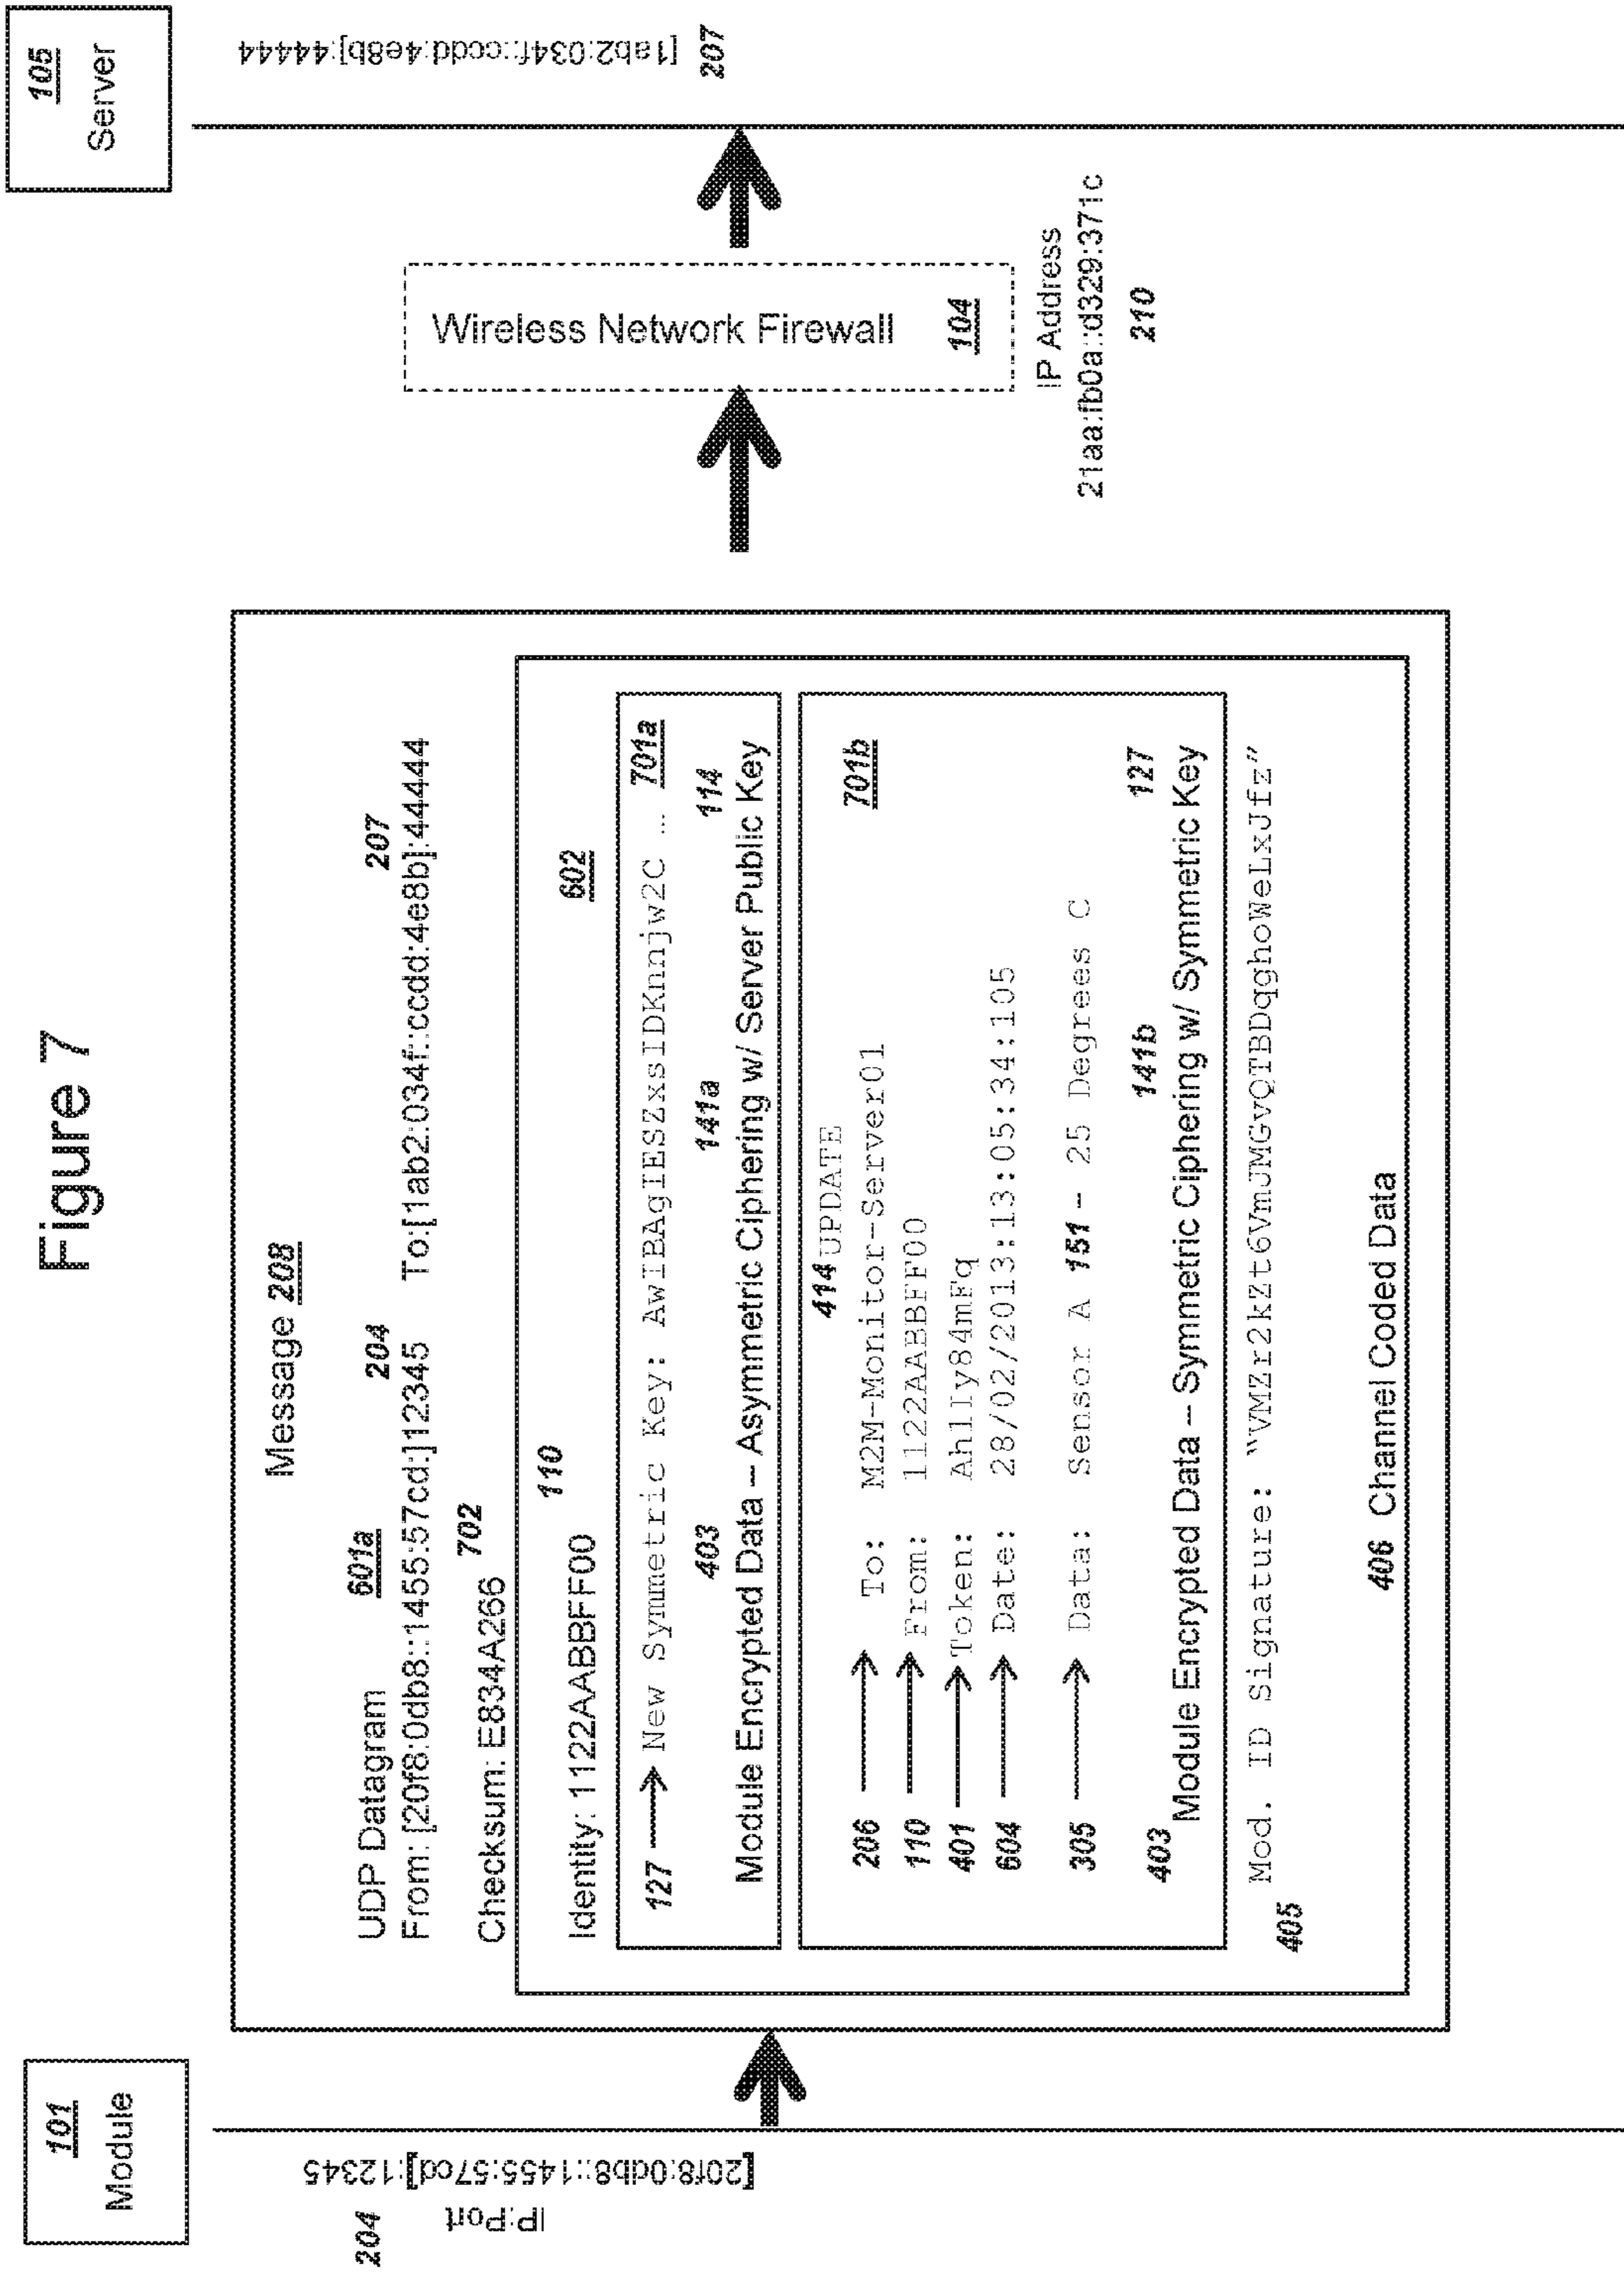 Figure 7
101
Module
105
Server
Message 208
UDP Datagram 601a 204 207
From: [20f8:0db8::1455:57cd:]12345 To:[1ab2:034f::ccdd:4e8b]:44444
702
Checksum: E834A266
110
Identity: 1122AABBFF00 602
127 New Symmetric Key: AwIBAgIESZxsIDKnnjw2C ... 701a
403 141a 114
Module Encrypted Data – Asymmetric Ciphering w/ Server Public Key
414 UPDATE
701b
206 To: M2M-Monitor-Server01
110 From: 1122AABBFF00
401 Token:
604 Date: 28/02/2013:13:05:34:105
305 Data: Sensor A 151 - 25 Degrees C
403 141b 127
Module Encrypted Data – Symmetric Ciphering w/ Symmetric Key
Mod. ID Signature: "VMZr2kZt6VmJMGvQTBDqghoWeLxJfz"
405
406 Channel Coded Data
Wireless Network Firewall
104
IP Address
21aa:fb0a::d329:371c
210
204
IP:Port
[20f8:0db8::1455:57cd]:12345
[1ab2:034f::ccdd:4e8b]:44444
207